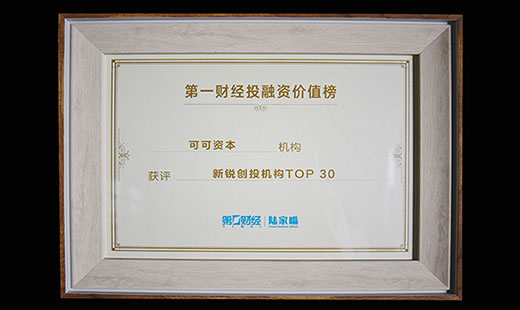 第一财经投融资价值榜
可可资本 机构
获评 新锐创投机构TOP 30
第一财经 陆家嘴